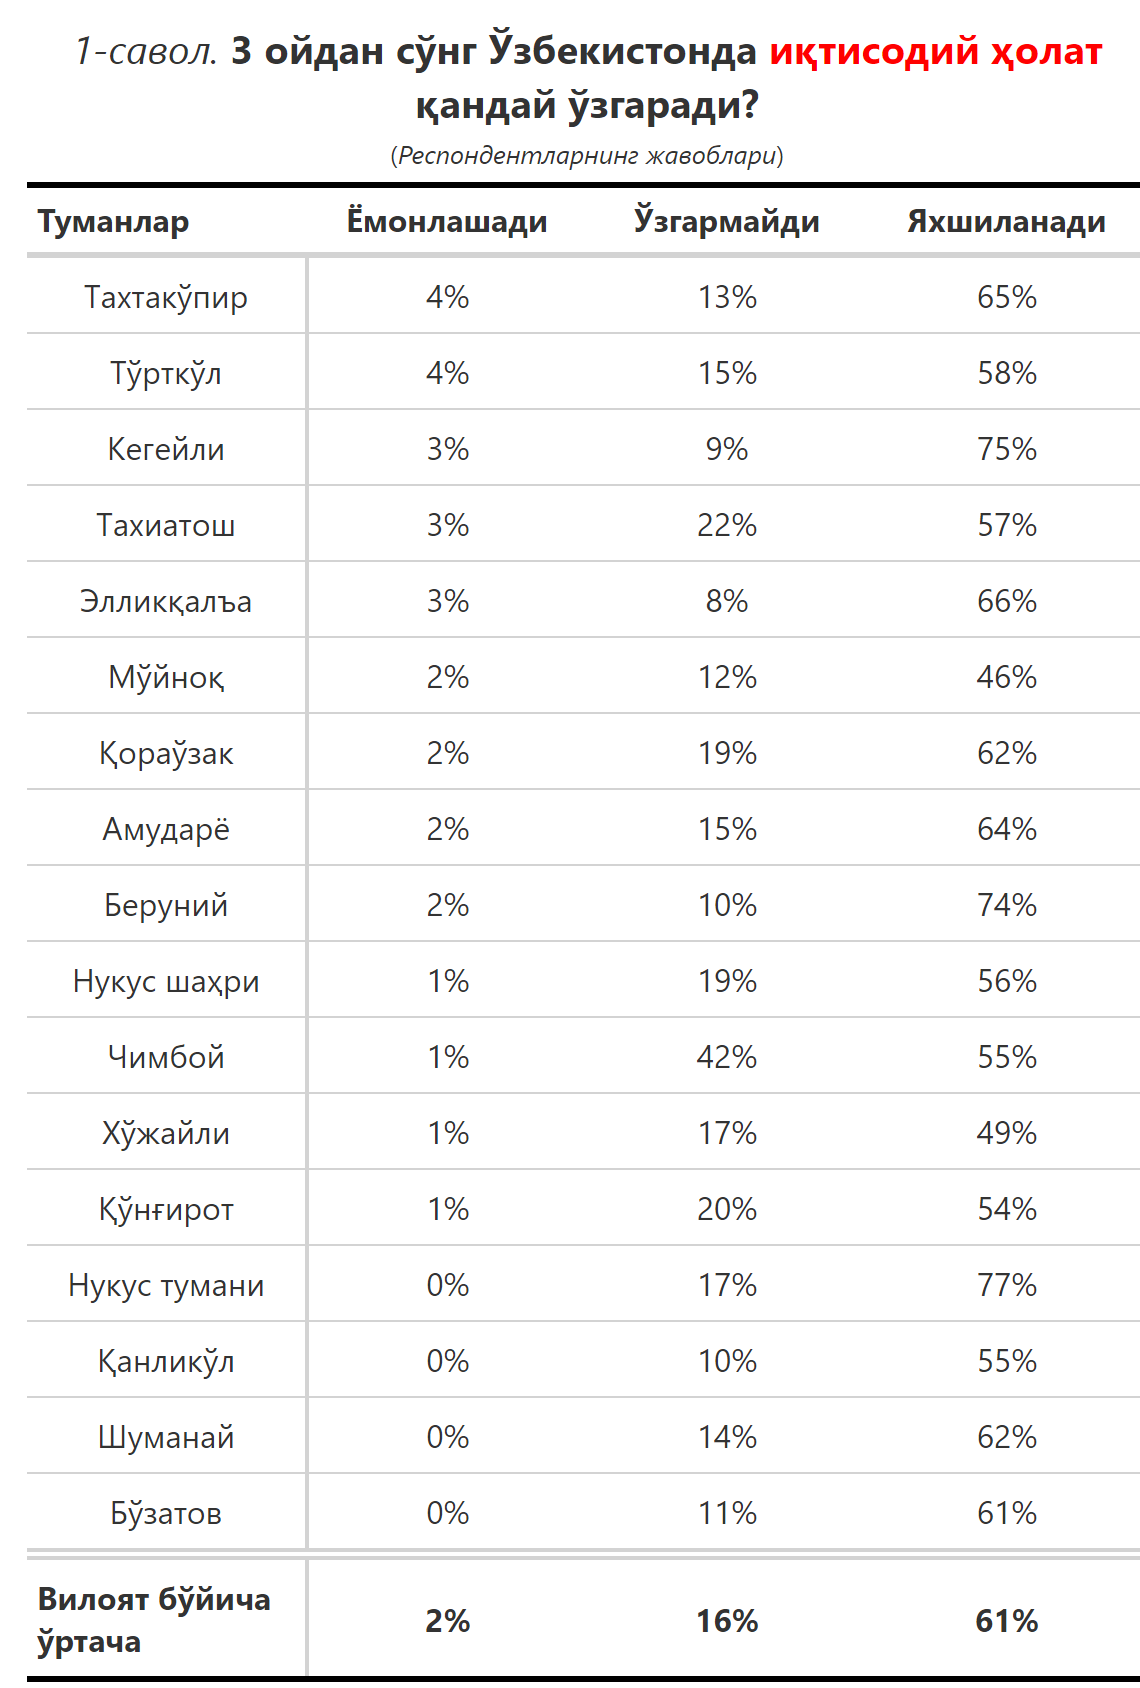 1-савол. 3 ойдан сўнг Ўзбекистонда иқтисодий ҳолат
қандай ўзгаради?
(Респондентларнинг жавоблари)
Туманлар Ёмонлашади Ўзгармайди Яхшиланади
Тахтакўпир 4% 13% 65%
Тўрткўл 4% 15% 58%
Кегейли 3% 9% 75%
Тахиатош 3% 22% 57%
Элликқалъа 3% 8% 66%
Мўйноқ 2% 12% 46%
Қораўзак 2% 19% 62%
Амударё 2% 15% 64%
Беруний 2% 10% 74%
Нукус шаҳри 1% 19% 56%
Чимбой 1% 42% 55%
Хўжайли 1% 17% 49%
Қўнғирот 1% 20% 54%
Нукус тумани 0% 17% 77%
Қанликўл 0% 10% 55%
Шуманай 0% 14% 62%
Бўзатов 0% 11% 61%
Вилоят бўйича
ўртача 2% 16% 61%